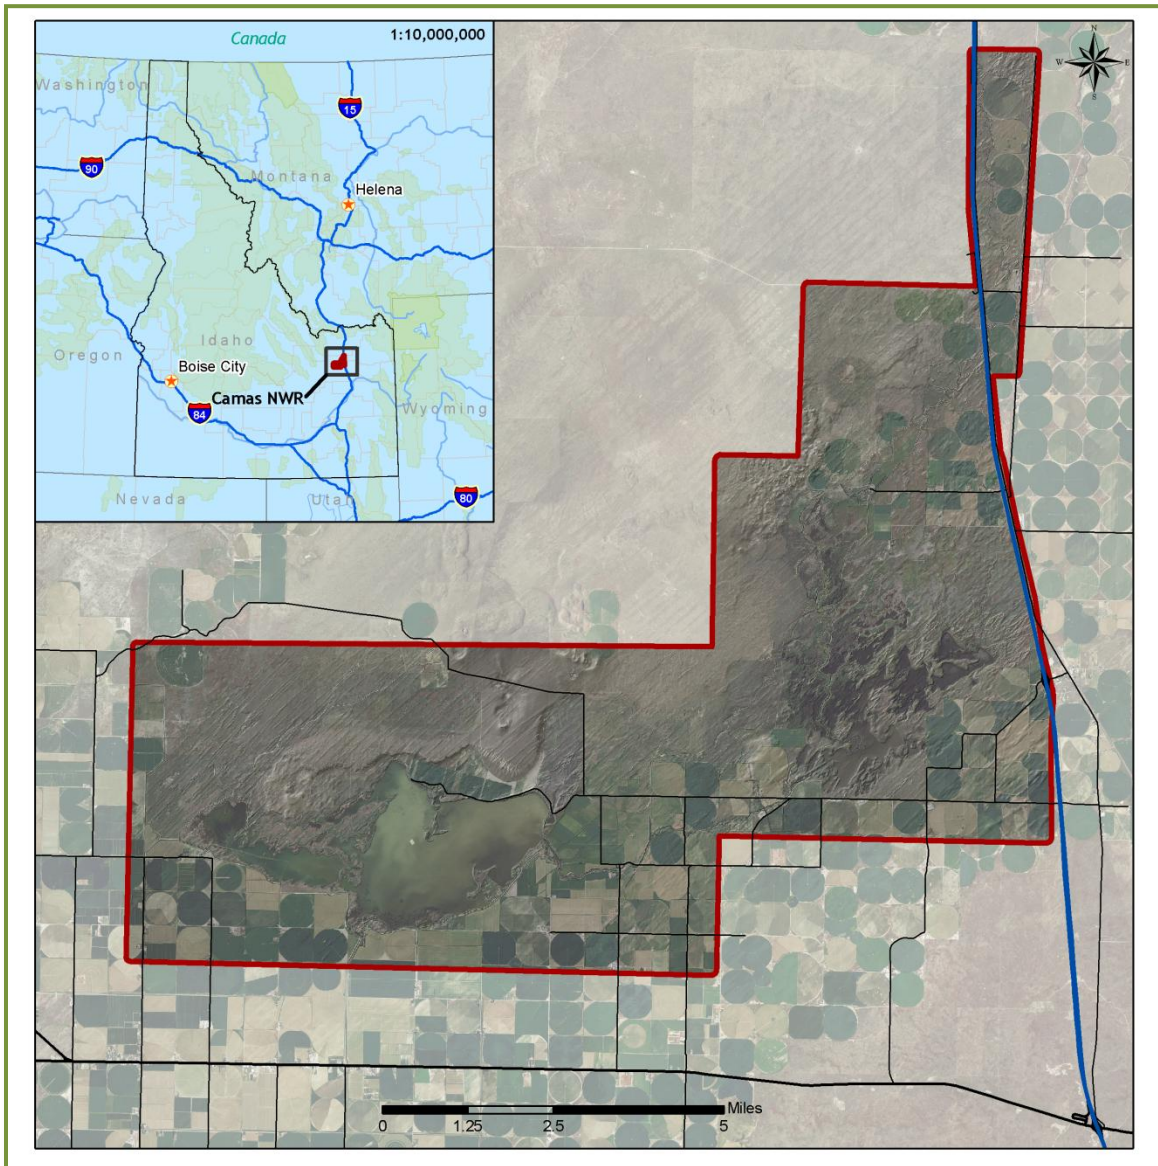 Canada
1:10,000,000
Washington
15
90
Montana
Helena
Idaho
Oregon
Boise City
Camas NWR
84
Wyoming
Nevada
Utah
80
N
W
E
S
Miles
0
1.25
2.5
5